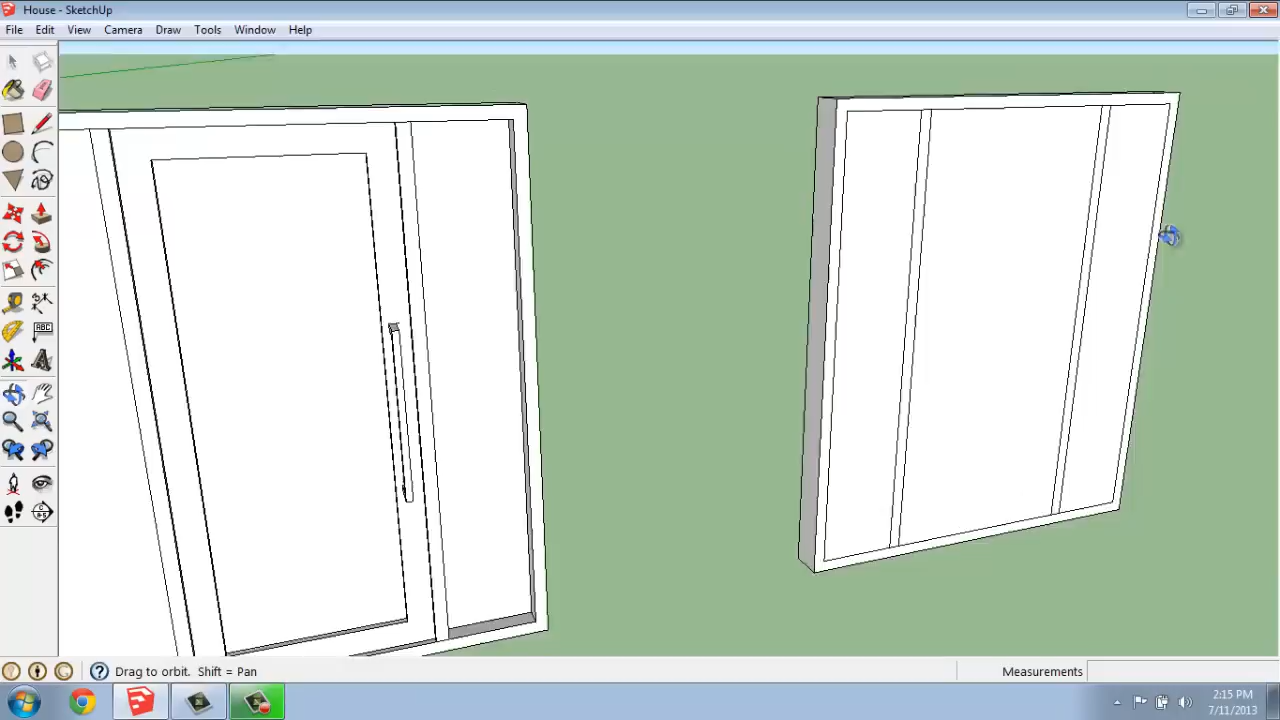 House - SketchUp
File Edit View Camera Draw Tools Window Help
ABC
Drag to orbit. Shift = Pan
Measurements
2:15 PM
7/11/2013